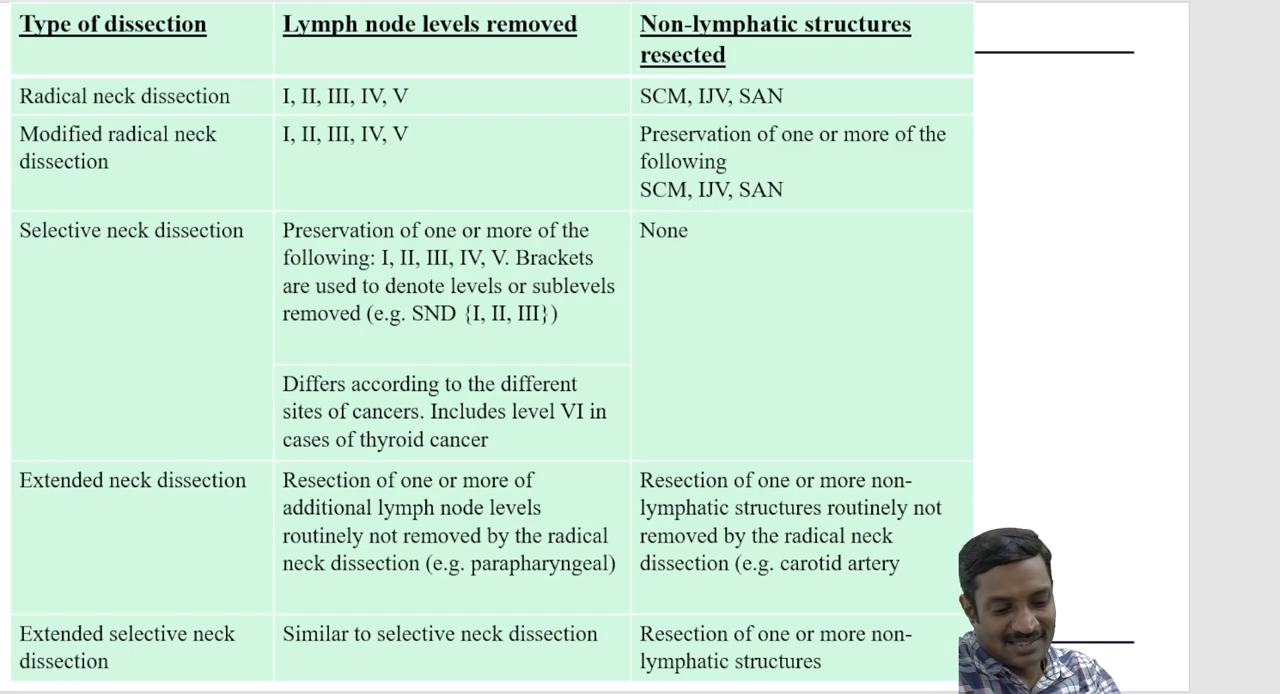 Type of dissection
Lymph node levels removed
Non-lymphatic structures
resected
Radical neck dissection
I, II, III, IV, V
SCM, IJV, SAN
Modified radical neck
dissection
I, II, III, IV, V
Preservation of one or more of the
following
SCM, IJV, SAN
Selective neck dissection
Preservation of one or more of the
following: I, II, III, IV, V. Brackets
are used to denote levels or sublevels
removed (e.g. SND {I, II, III})
None
Differs according to the different
sites of cancers. Includes level VI in
cases of thyroid cancer
Extended neck dissection
Resection of one or more of
additional lymph node levels
routinely not removed by the radical
neck dissection (e.g. parapharyngeal)
Resection of one or more non-
lymphatic structures routinely not
removed by the radical neck
dissection (e.g. carotid artery
Extended selective neck
dissection
Similar to selective neck dissection
Resection of one or more non-
lymphatic structures